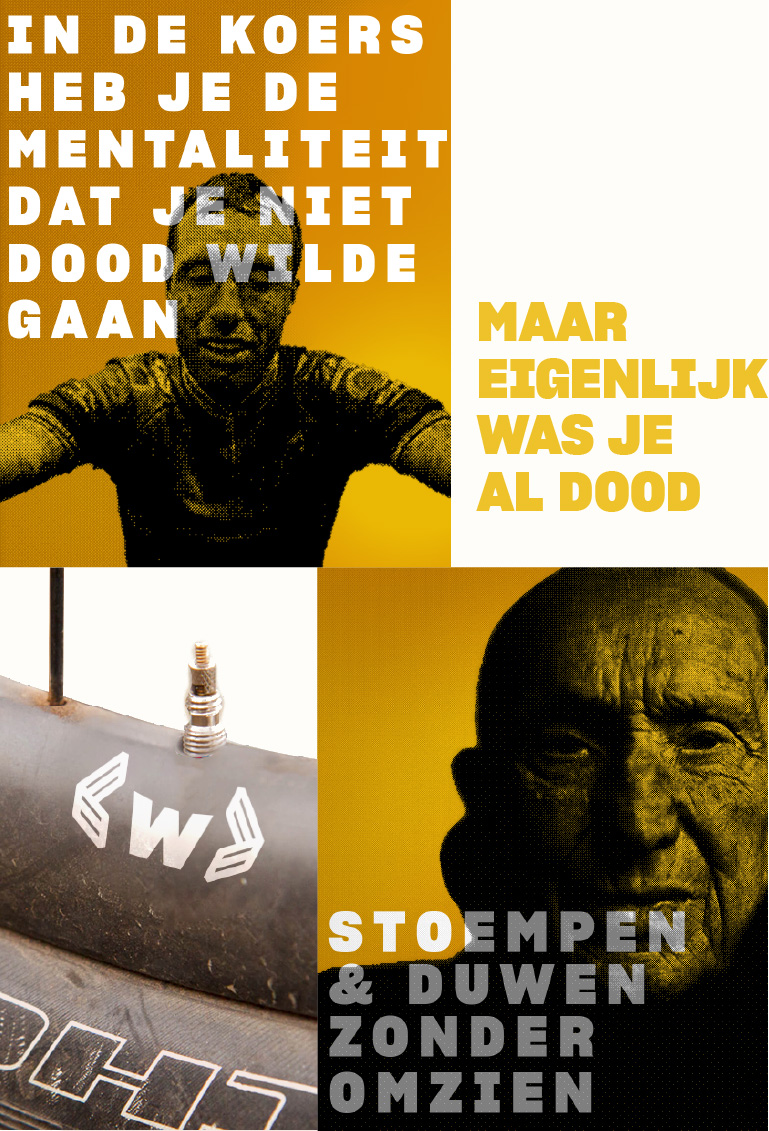 IN DE KOERS
HEB JE DE
MENTALITEIT
DAT JE NIET
DOOD WILDE
GAAN
MAAR
EIGENLIJK
WAS JE
AL DOOD
W
STOEMPEN
& DUWEN
ZONDER
OMZIEN